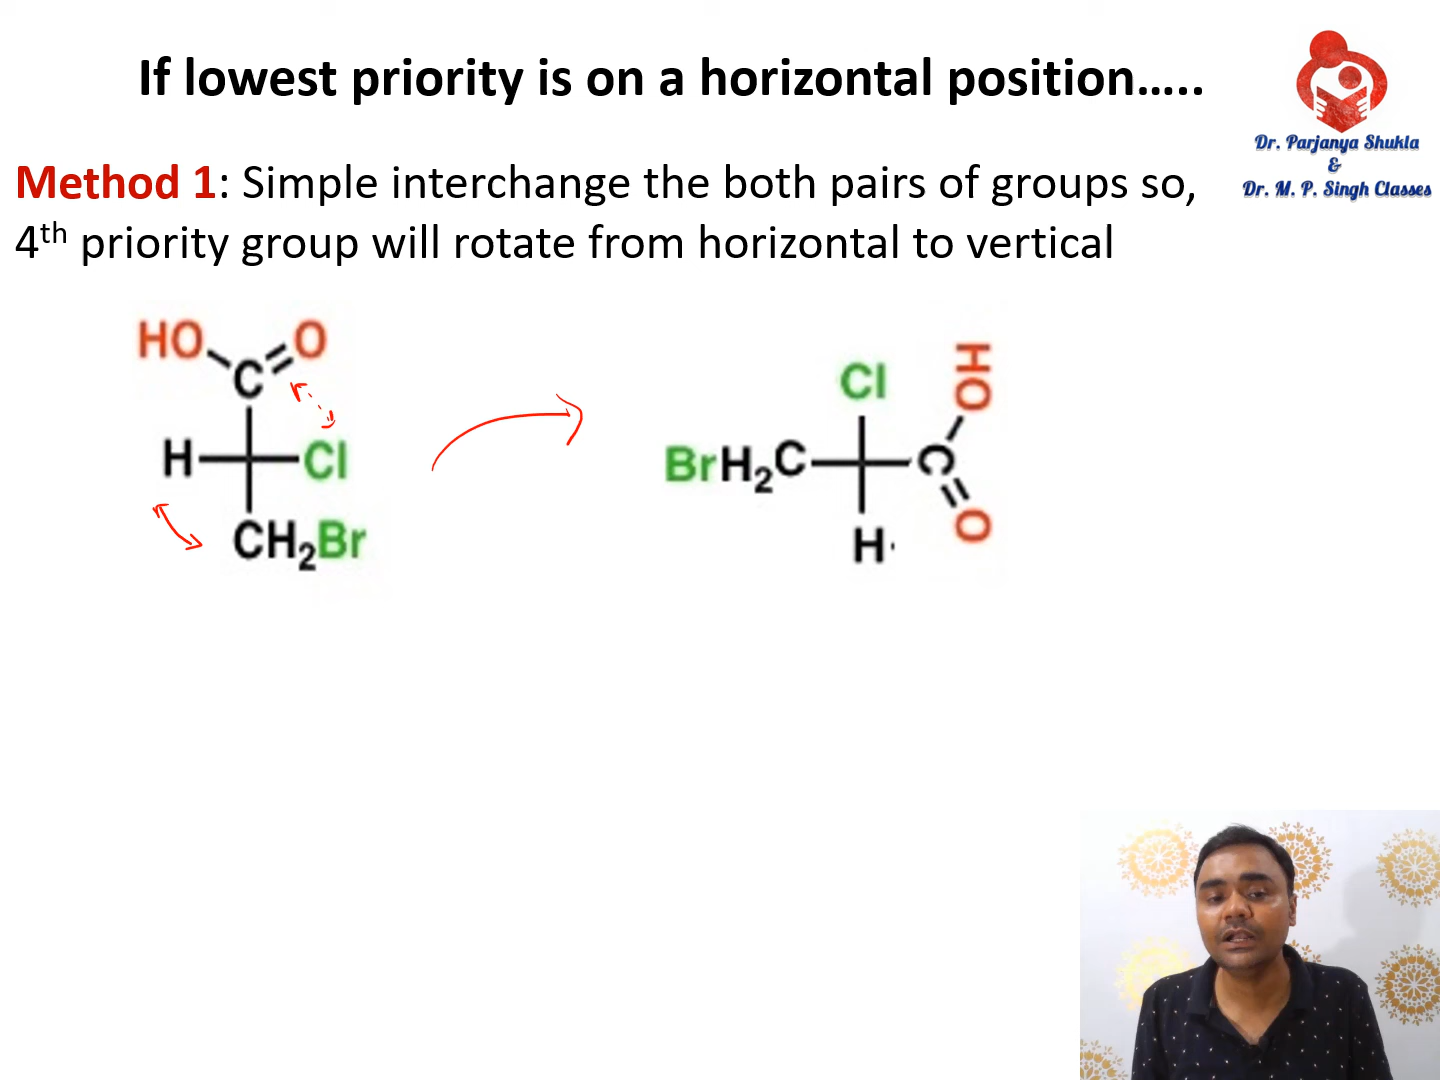 If lowest priority is on a horizontal position…..
Dr. Parjanya Shukla
&
Dr. M. P. Singh Classes
Method 1: Simple interchange the both pairs of groups so,
4th priority group will rotate from horizontal to vertical
HO O
C
H Cl
CH2Br
HO
Cl
BrH2C C
O
H